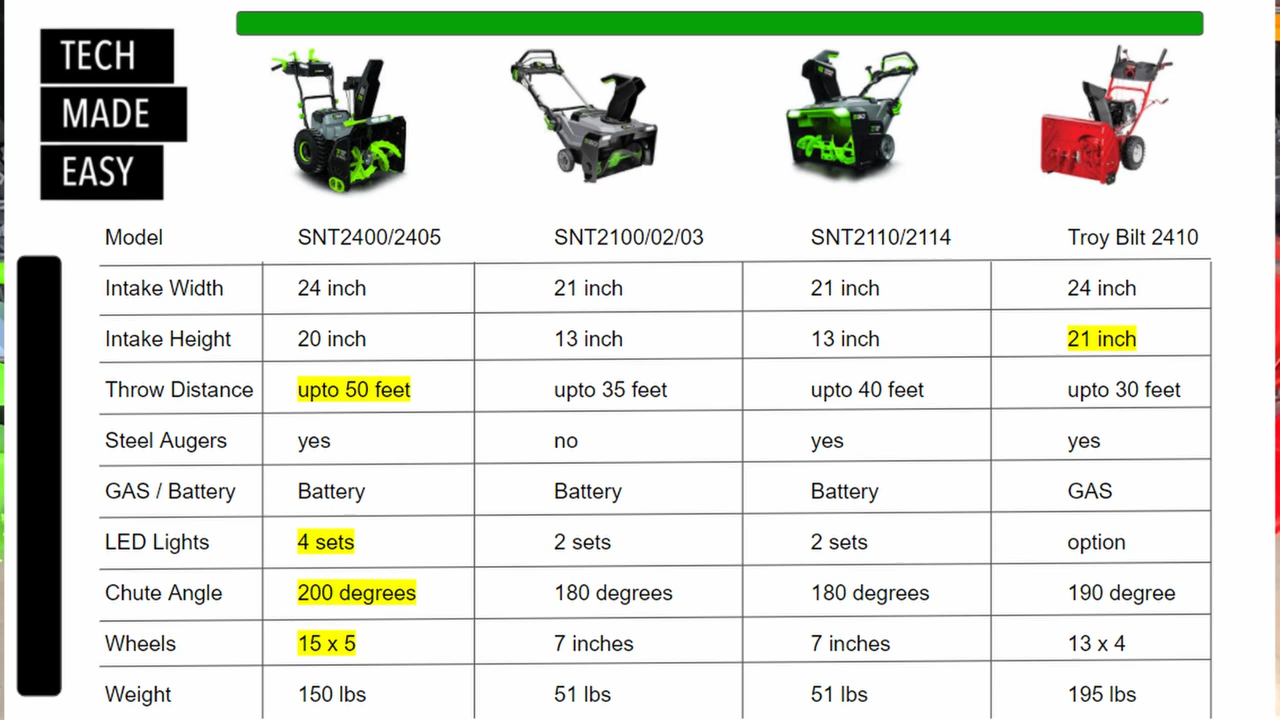 TECH
MADE
EASY
Model SNT2400/2405 SNT2100/02/03 SNT2110/2114 Troy Bilt 2410
Intake Width 24 inch 21 inch 21 inch 24 inch
Intake Height 20 inch 13 inch 13 inch 21 inch
Throw Distance upto 50 feet upto 35 feet upto 40 feet upto 30 feet
Steel Augers yes no yes yes
GAS / Battery Battery Battery Battery GAS
LED Lights 4 sets 2 sets 2 sets option
Chute Angle 200 degrees 180 degrees 180 degrees 190 degree
Wheels 15 x 5 7 inches 7 inches 13 x 4
Weight 150 lbs 51 lbs 51 lbs 195 lbs